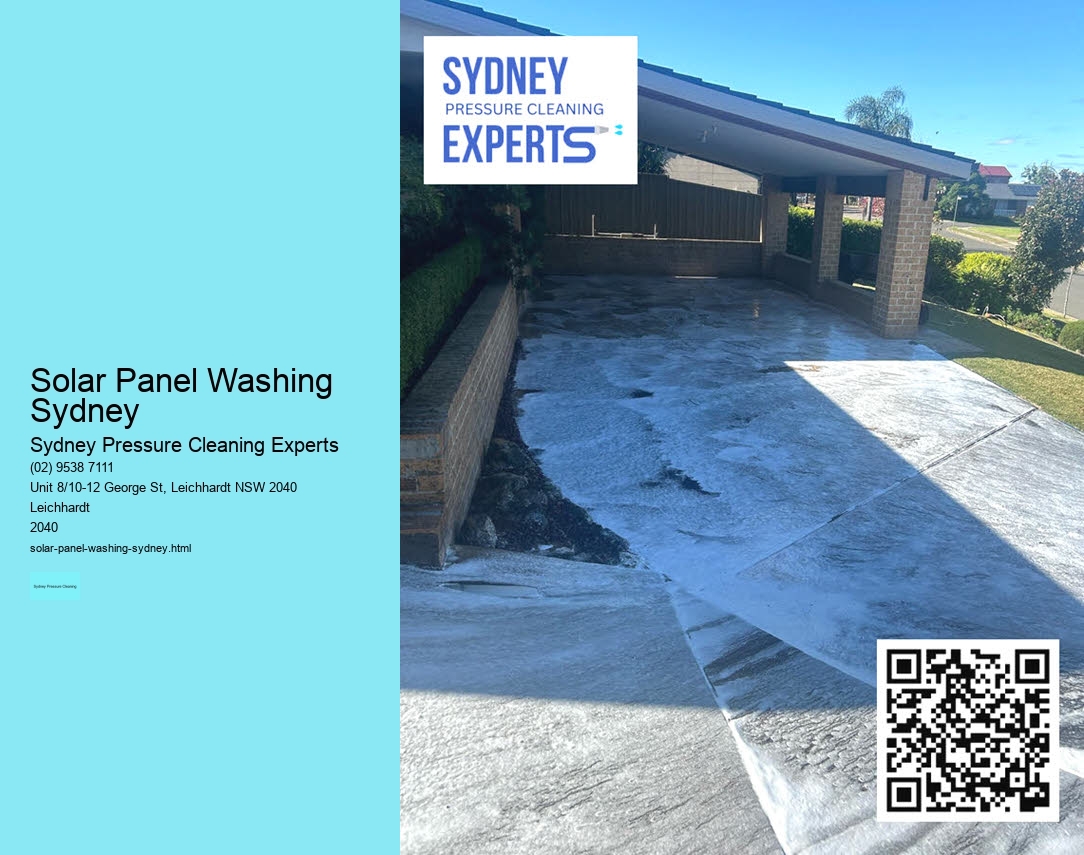 SYDNEY
PRESSURE CLEANING
EXPERTS
Solar Panel Washing
Sydney
Sydney Pressure Cleaning Experts
(02) 9538 7111
Unit 8/10-12 George St, Leichhardt NSW 2040
Leichhardt
2040
solar-panel-washing-sydney.html
Sydney Pressure Cleaning